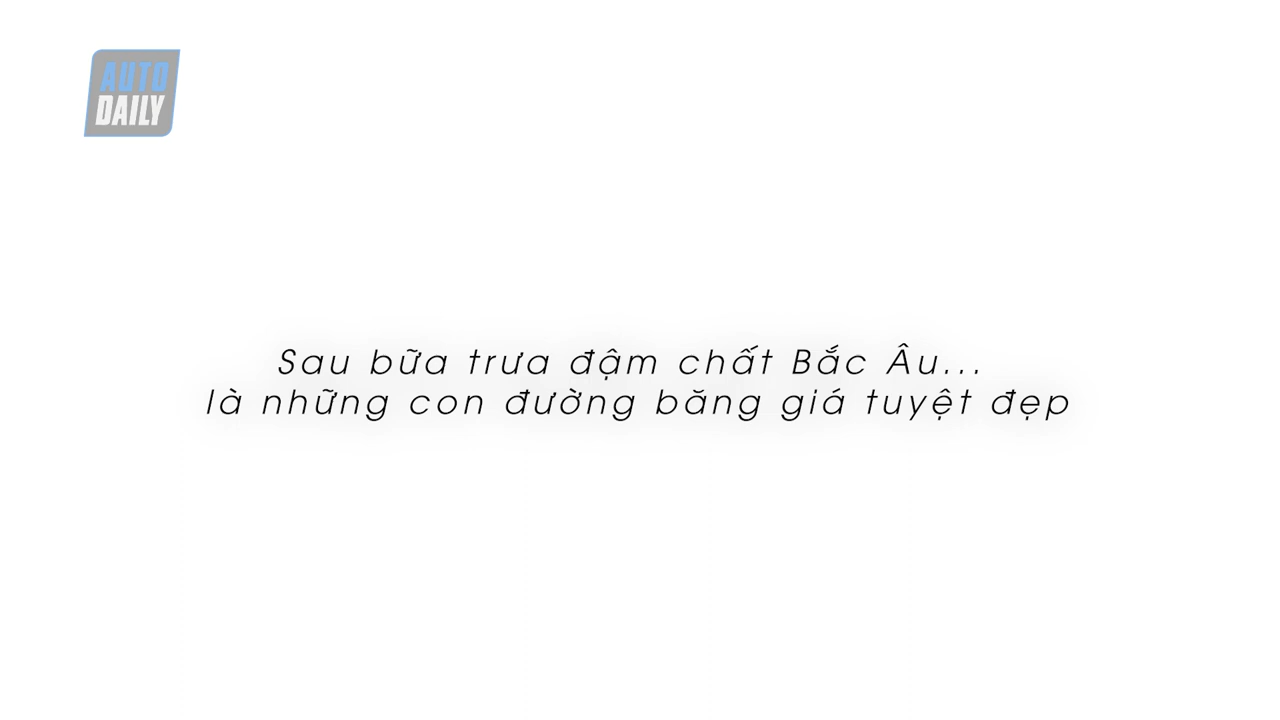 AUTO
DAILY
Sau bữa trưa đậm chất Bắc Âu...
là những con đường băng giá tuyệt đẹp